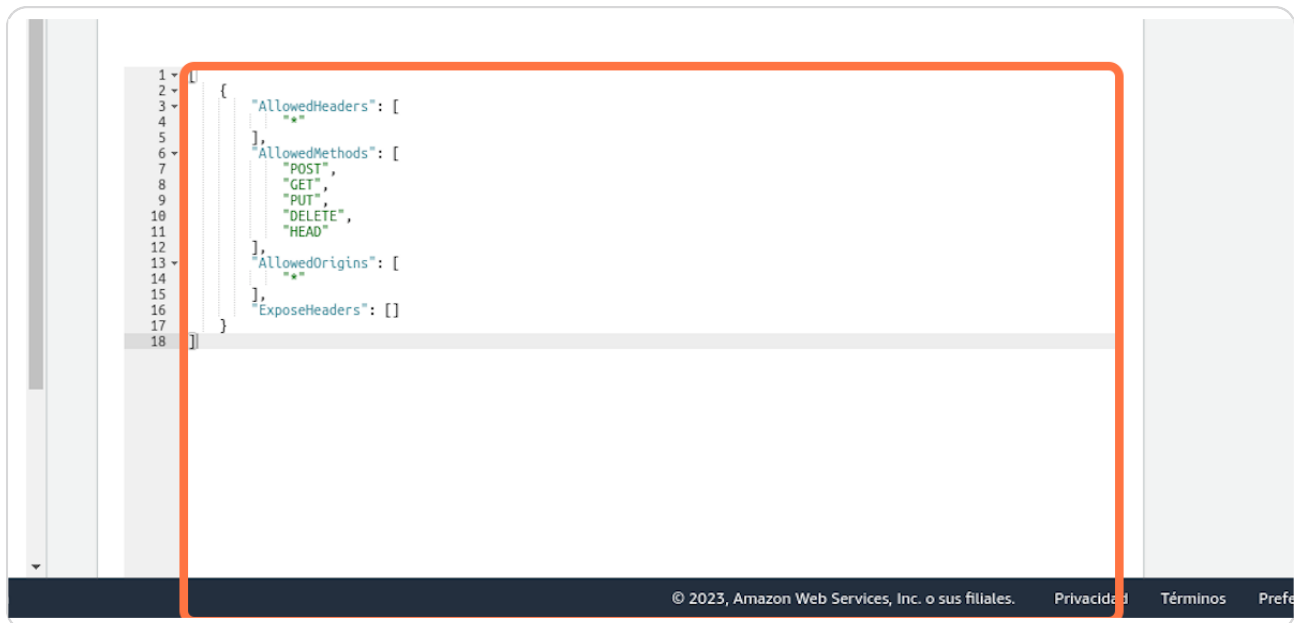 1 [
2 {
3 "AllowedHeaders": [
4 "*"
5 ],
6 "AllowedMethods": [
7 "POST",
8 "GET",
9 "PUT",
10 "DELETE",
11 "HEAD"
12 ],
13 "AllowedOrigins": [
14 "*"
15 ],
16 "ExposeHeaders": []
17 }
18 ]
© 2023, Amazon Web Services, Inc. o sus filiales. Privacidad Términos Prefe